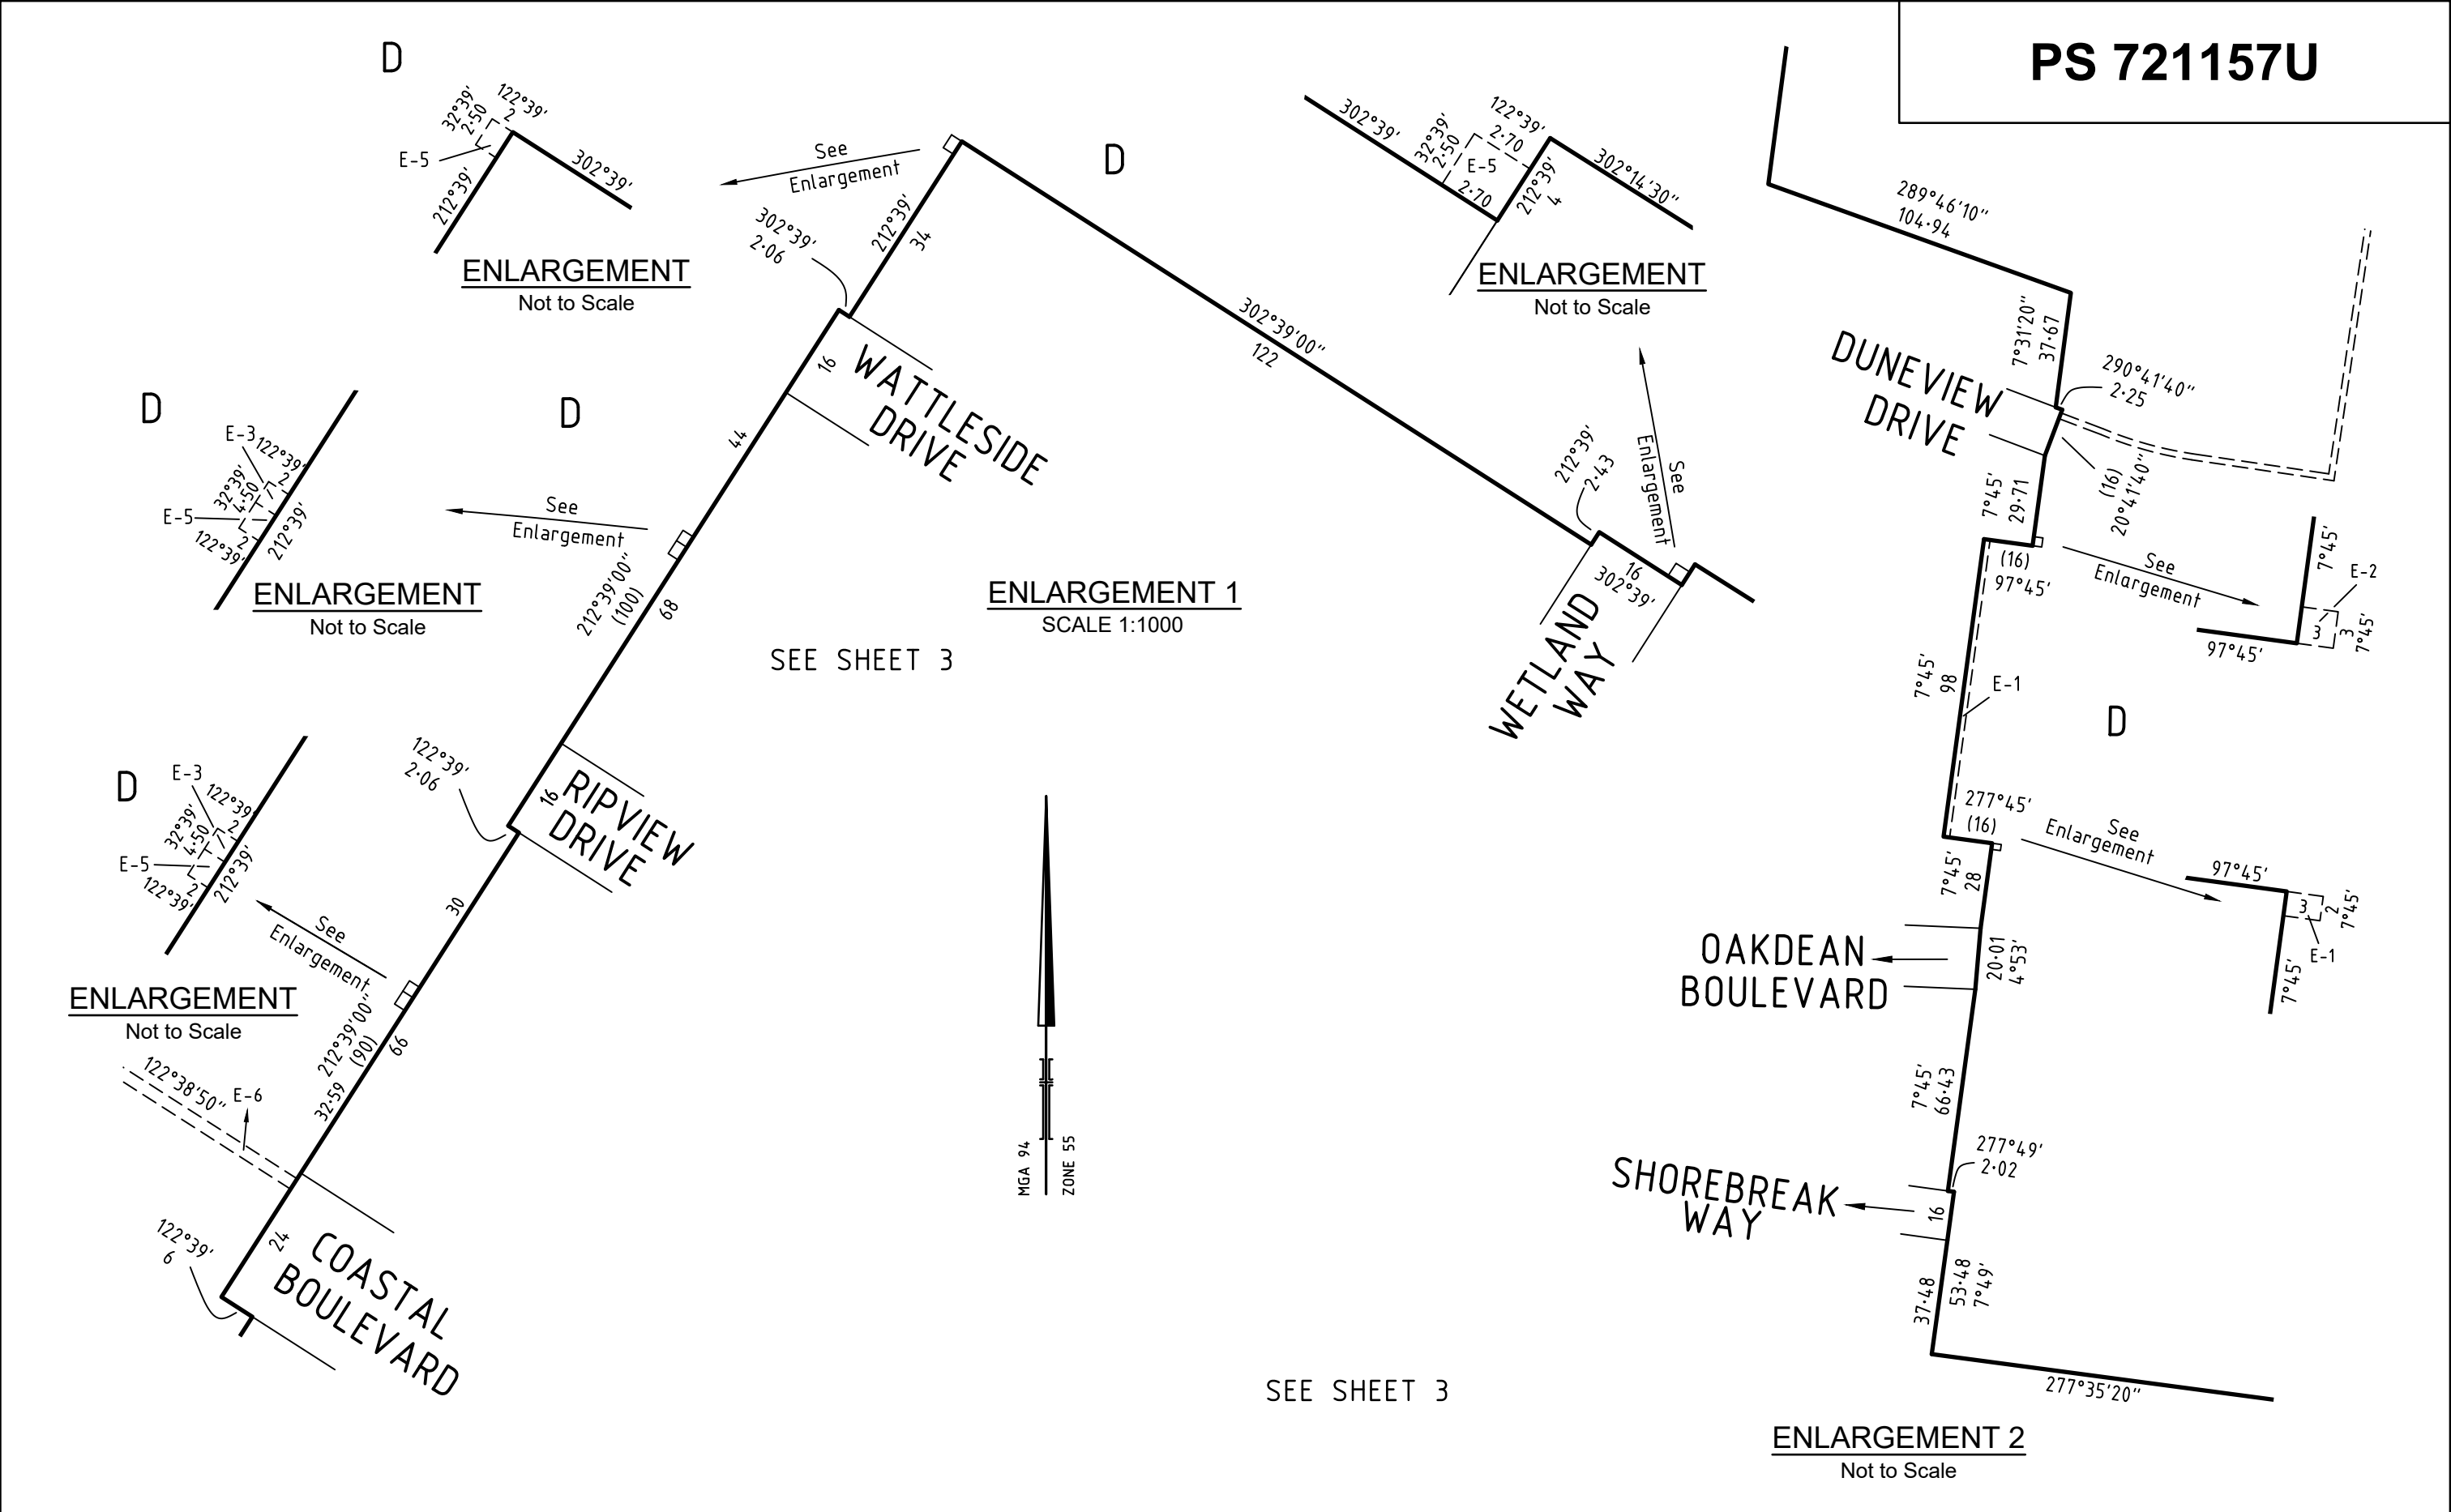 PS 721157U
D
32°39'
2·50
122°39'
2
E-5
212°39'
302°39'
ENLARGEMENT
Not to Scale
See
Enlargement
302°39'
2·06
212°39'
34
D
302°39'00"
122
16
WATTLESIDE
DRIVE
44
D
See
Enlargement
212°39'00"
(100)
68
D
E-3
122°39'
2
32°39'
4·50
E-5
2
122°39'
212°39'
ENLARGEMENT
Not to Scale
ENLARGEMENT 1
SCALE 1:1000
SEE SHEET 3
122°39'
2·06
16
RIPVIEW
DRIVE
30
D
E-3
122°39'
2
32°39'
4·50
E-5
2
122°39'
212°39'
See
Enlargement
ENLARGEMENT
Not to Scale
212°39'00"
(90)
66
32·59
122°38'50"
E-6
24
122°39'
6
COASTAL
BOULEVARD
MGA 94
ZONE 55
302°39'
32°39'
2·50
122°39'
2·70
E-5
2·70
212°39'
4
302°14'30"
ENLARGEMENT
Not to Scale
212°39'
2·43
See
Enlargement
16
302°39'
WETLAND
WAY
289°46'10"
104·94
7°31'20"
37·67
DUNEVIEW
DRIVE
290°41'40"
2·25
(16)
20°41'40"
7°45'
29·71
(16)
97°45'
See
Enlargement
7°45'
E-2
3
3
7°45'
97°45'
7°45'
98
E-1
D
277°45'
(16)
See
Enlargement
97°45'
3
2
7°45'
E-1
7°45'
7°45'
28
OAKDEAN
BOULEVARD
20·01
4°53'
7°45'
66·43
277°49'
2·02
SHOREBREAK
WAY
16
37·48
53·48
7°49'
277°35'20"
SEE SHEET 3
ENLARGEMENT 2
Not to Scale